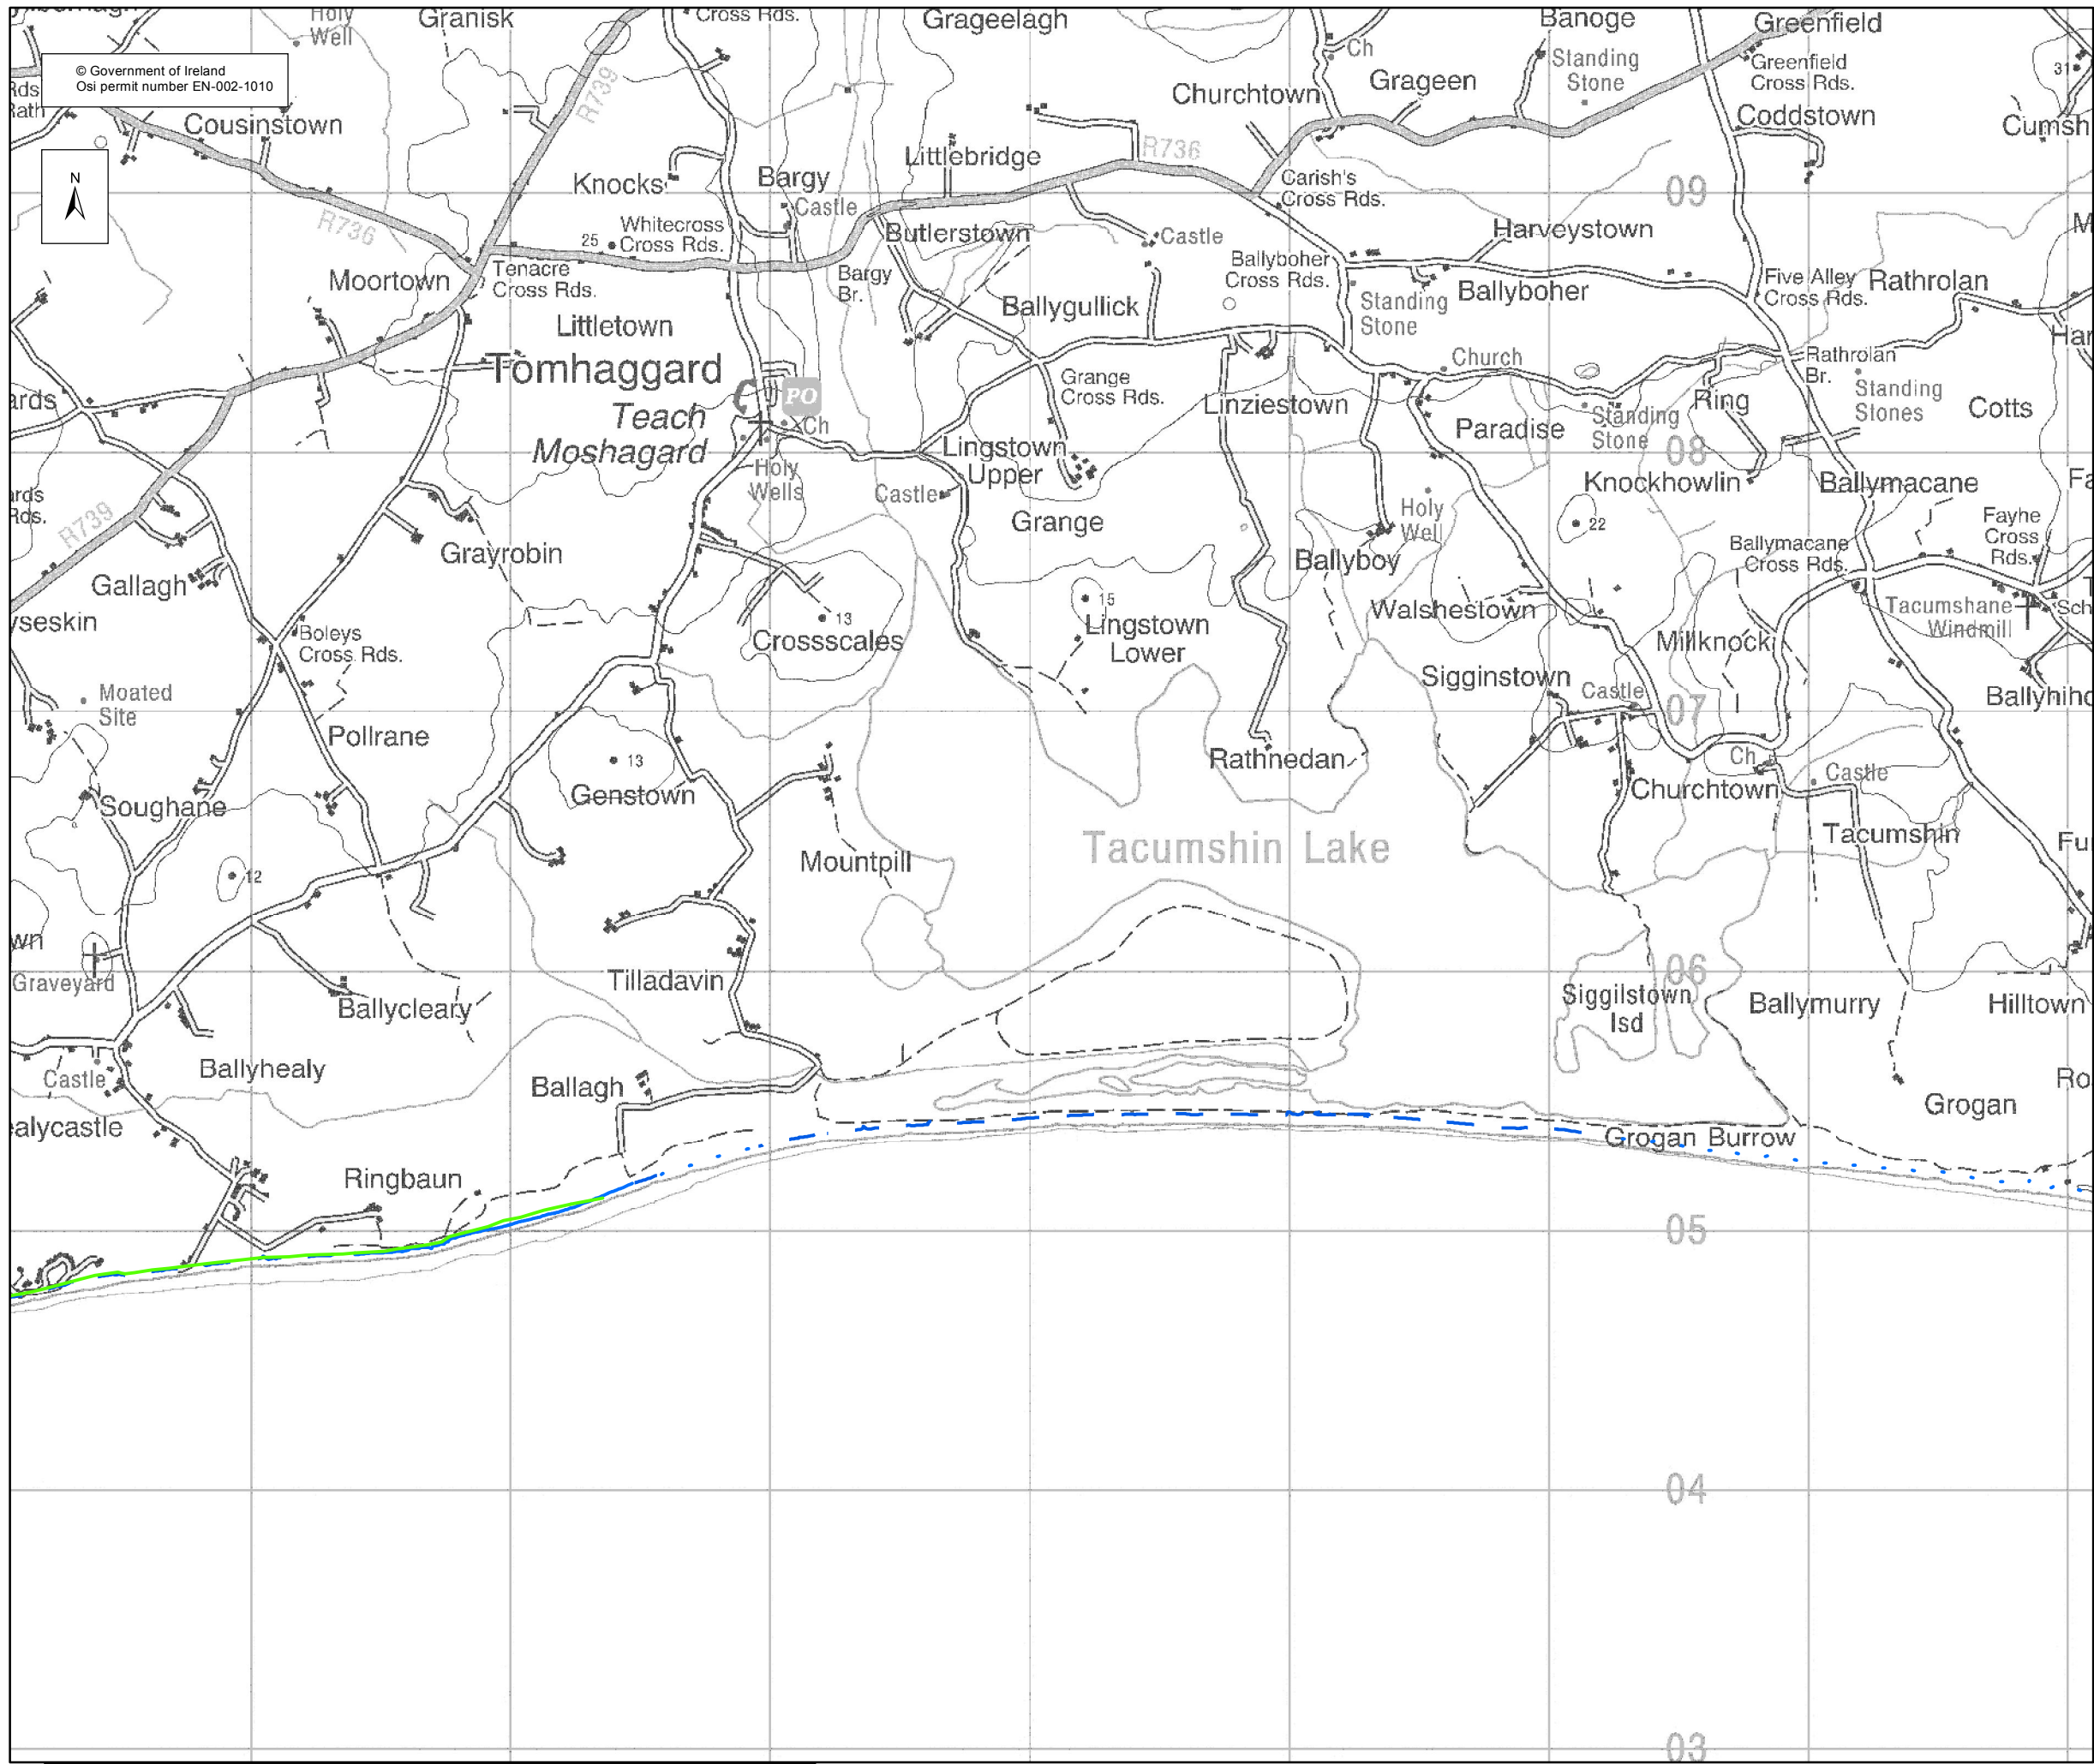 Holy
Well
Granisk
Cross Rds.
Grageelagh
Banoge
Greenfield
© Government of Ireland
Osi permit number EN-002-1010
N
Rath
Cousinstown
R739
Ch
Churchtown
Grageen
Standing
Stone
Greenfield
Cross Rds.
31
Coddstown
Knocks
Bargy
Castle
Littlebridge
R736
Carish's
Cross Rds.
09
R736
25
Whitecross
Cross Rds.
Butlerstown
Castle
Harveystown
Moortown
Tenacre
Cross Rds.
Bargy
Br.
Ballyboher
Cross Rds.
Standing
Stone
Ballyboher
Five Alley
Cross Rds.
Rathrolan
Littletown
Ballygullick
Tomhaggard
Teach
Moshagard
PO
Ch
Grange
Cross Rds.
Linziestown
Church
Paradise
Standing
Stone
Ring
Rathrolan
Br.
Standing
Stones
Cotts
Holy
Wells
Castle
Lingstown
Upper
08
R739
Grange
Holy
Well
Knockhowlin
22
Ballymacane
Fayhe
Cross
Rds.
Grayrobin
Ballyboy
Ballymacane
Cross Rds.
Gallagh
15
Walshestown
Tacumshane
Windmill
Boleys
Cross Rds.
13
Crossscales
Lingstown
Lower
Millknock
Moated
Site
Sigginstown
Castle
07
Pollrane
13
Genstown
Rathnedan
Ch
Castle
Soughane
Churchtown
Tacumshin Lake
Tacumshin
Mountpill
12
Graveyard
Tilladavin
06
Siggilstown
Isd
Ballymurry
Hilltown
Ballycleary
Ballyhealy
Castle
Ballagh
Grogan
Grogan Burrow
Ringbaun
05
04
03